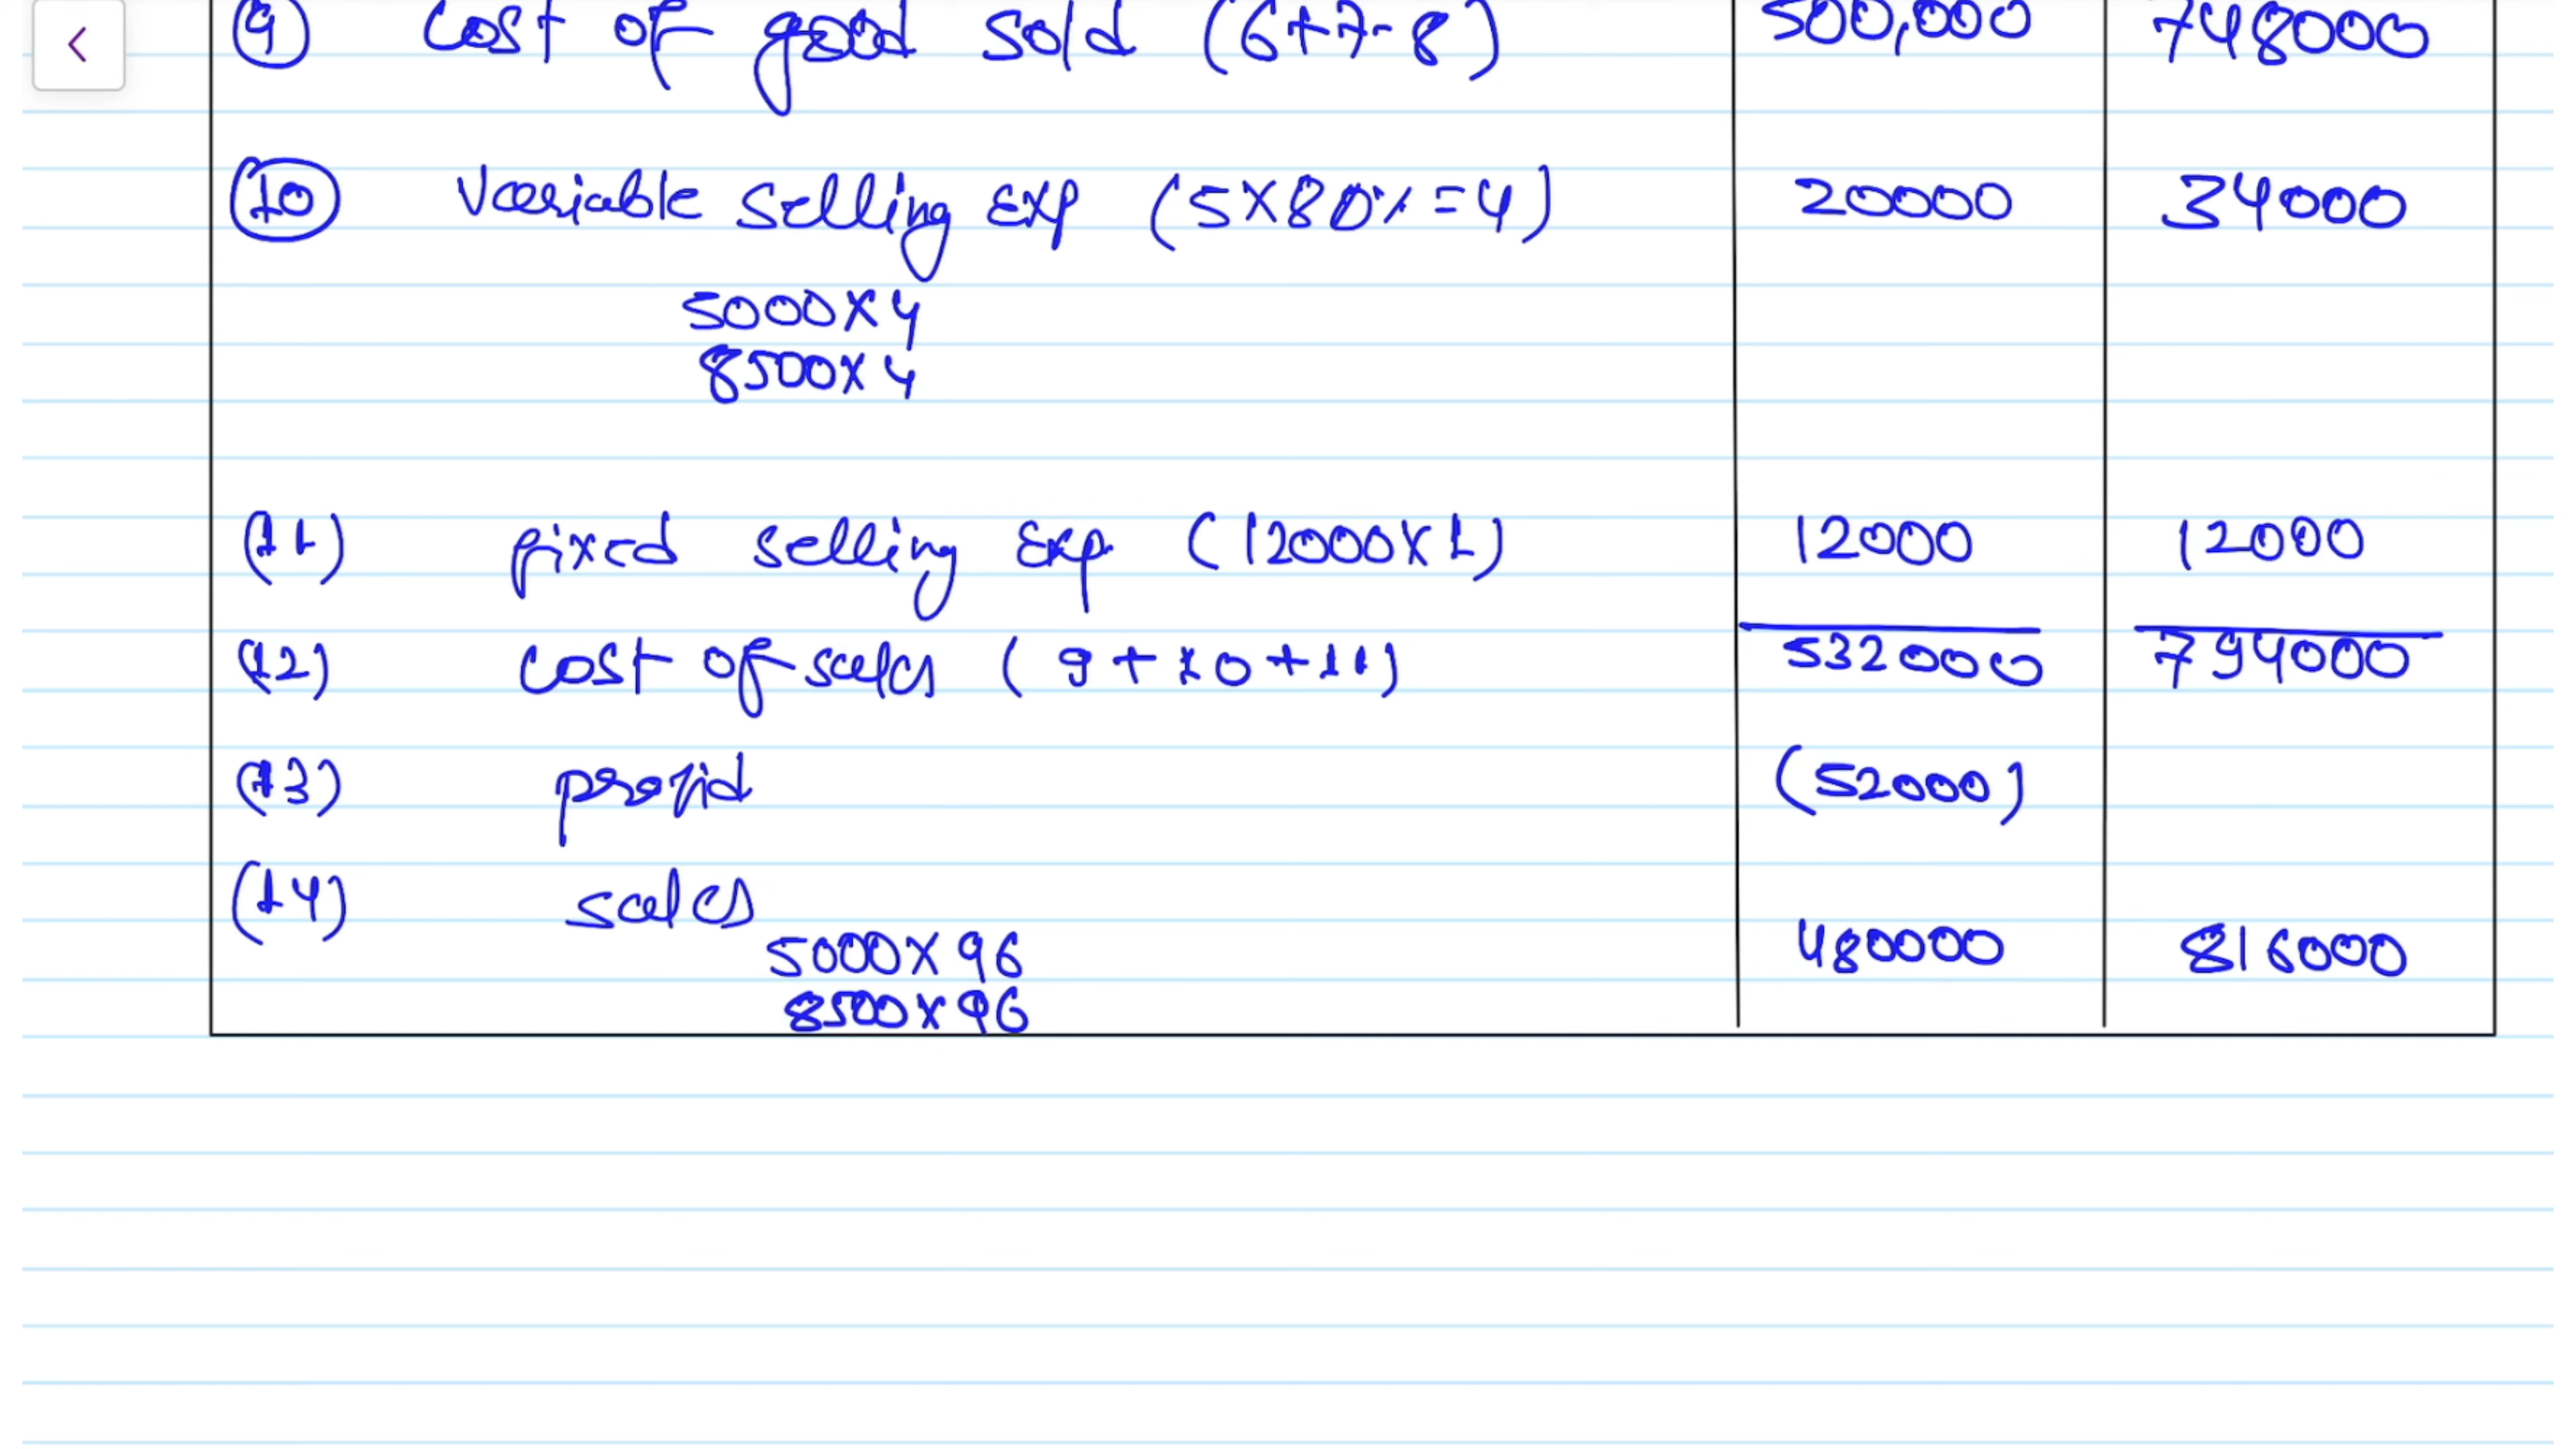 (9) Cost of good sold (6+7-8) 500,000 748000
(10) Variable selling Exp (5×80%=4) 20000 34000
5000×4
8500×4
(11) fixed selling Exp (12000×1) 12000 12000
(12) Cost of sales (9+10+11) 532000 794000
(13) profid (52000)
(14) sales
5000×96 480000 816000
8500×96